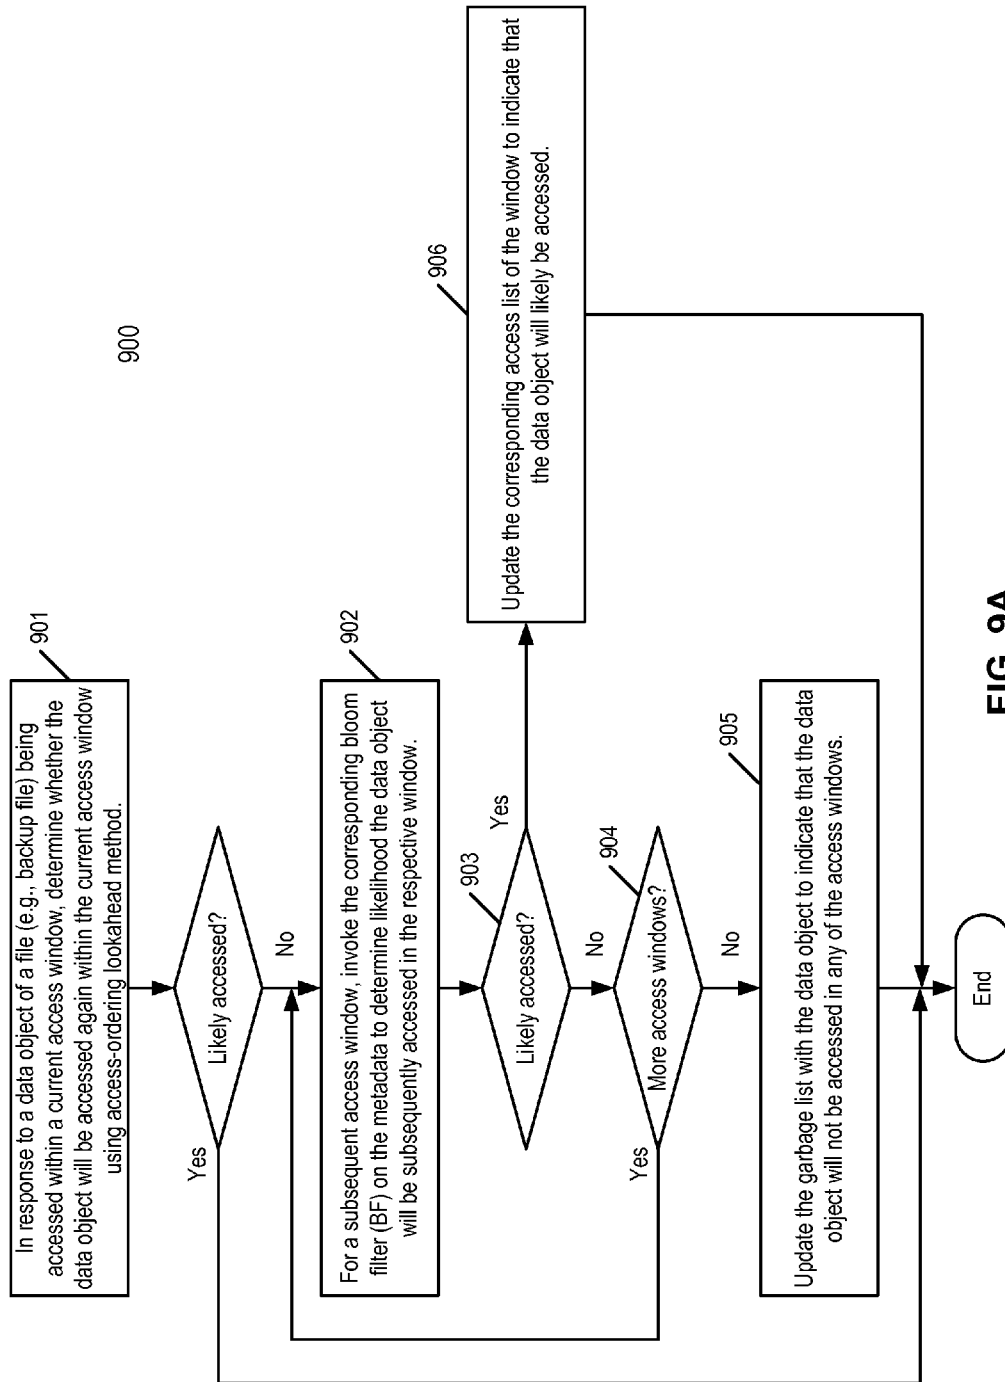 900
901
In response to a data object of a file (e.g., backup file) being
accessed within a current access window, determine whether the
data object will be accessed again within the current access window
using access-ordering lookahead method.
Likely accessed?
Yes
No
902
For a subsequent access window, invoke the corresponding bloom
filter (BF) on the metadata to determine likelihood the data object
will be subsequently accessed in the respective window.
903
Likely accessed?
Yes
No
906
Update the corresponding access list of the window to indicate that
the data object will likely be accessed.
904
More access windows?
Yes
No
905
Update the garbage list with the data object to indicate that the data
object will not be accessed in any of the access windows.
End
FIG. 9A